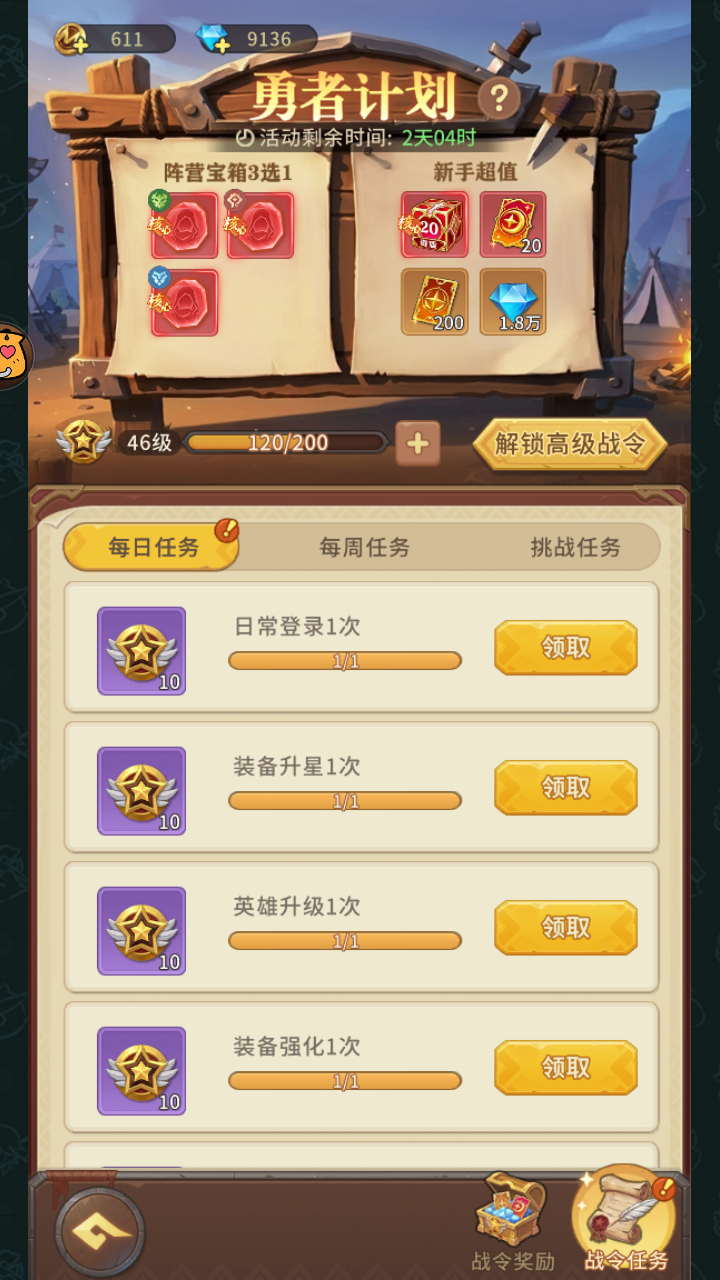 611
9136
勇者计划
?
活动剩余时间: 2天04时
阵营宝箱3选1
新手超值
核心
核心
核心
核心
20
20
200
1.8万
46级
120/200
解锁高级战令
每日任务
每周任务
挑战任务
日常登录1次
10
1/1
领取
装备升星1次
10
1/1
领取
英雄升级1次
10
1/1
领取
装备强化1次
10
1/1
领取
战令奖励
战令任务